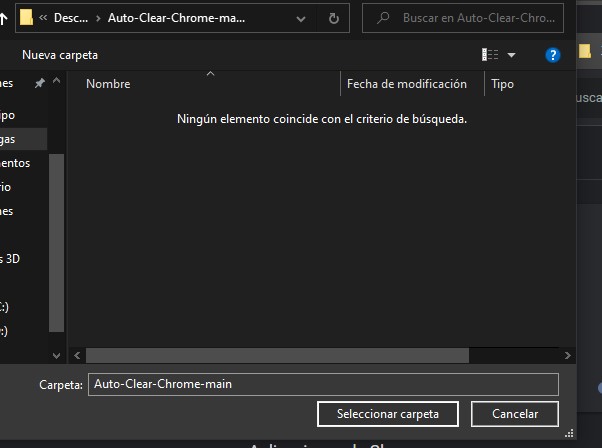 « Desc... › Auto-Clear-Chrome-ma...
Buscar en Auto-Clear-Chro...
Nueva carpeta
?
nes
Nombre
Fecha de modificación
Tipo
ipo
Ningún elemento coincide con el criterio de búsqueda.
usca
gas
mentos
rio
nes
s 3D
C:)
:)
Carpeta: Auto-Clear-Chrome-main
Seleccionar carpeta
Cancelar